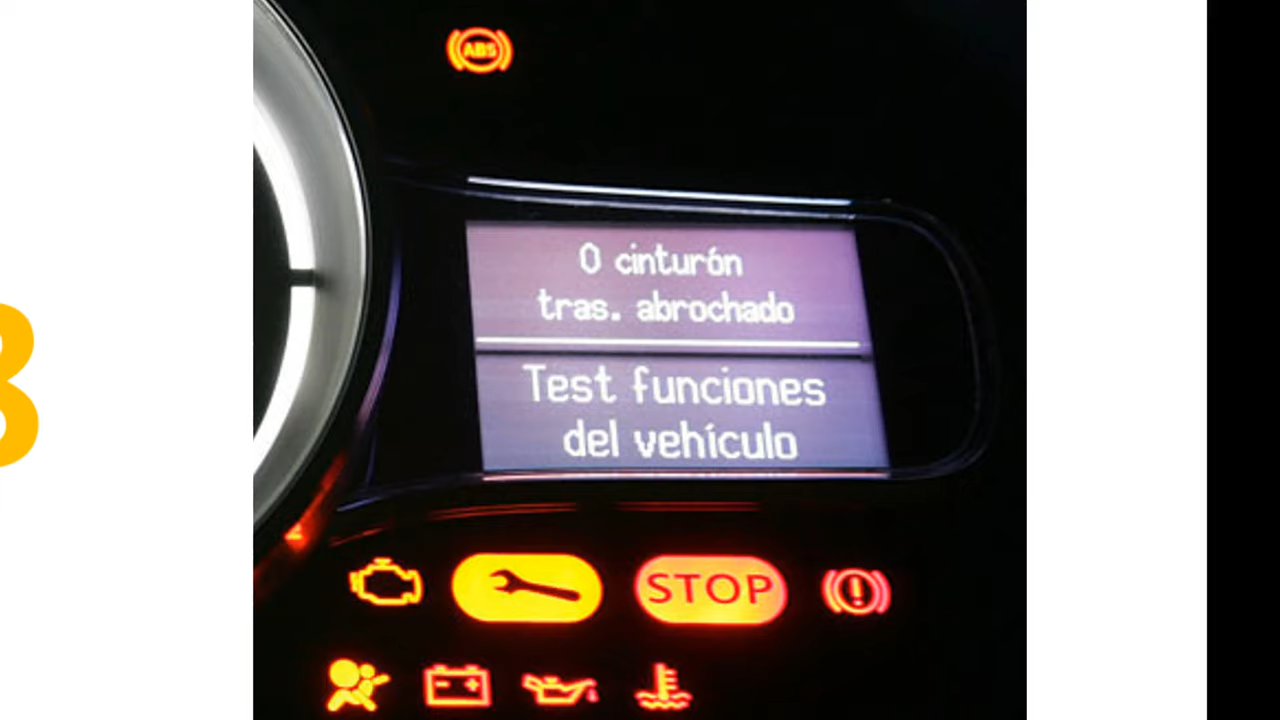 ABS
0 cinturón
tras. abrochado
Test funciones
del vehículo
STOP